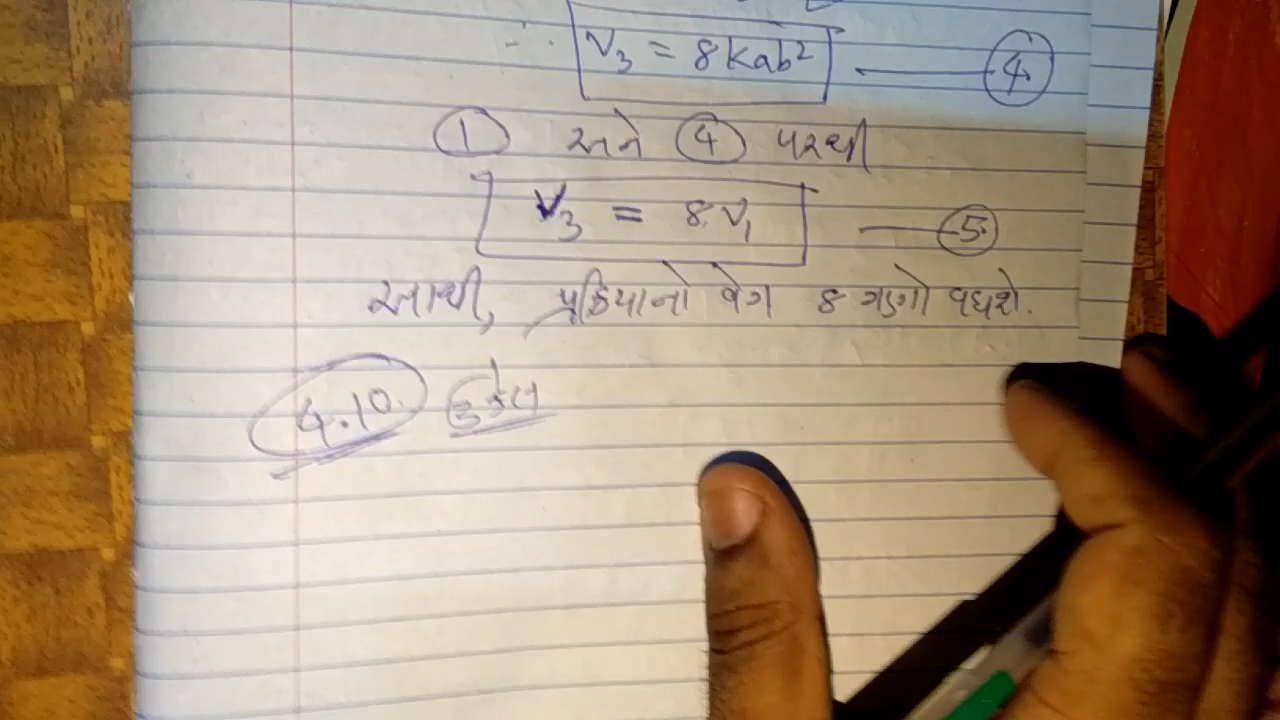 ∴ V₃ = 8kab² —— ④
① અને ④ પરથી
V₃ = 8V₁ —— ⑤
આથી, પ્રક્રિયાનો વેગ 8 ગણો વધશે.
4.10. ઉકેલ